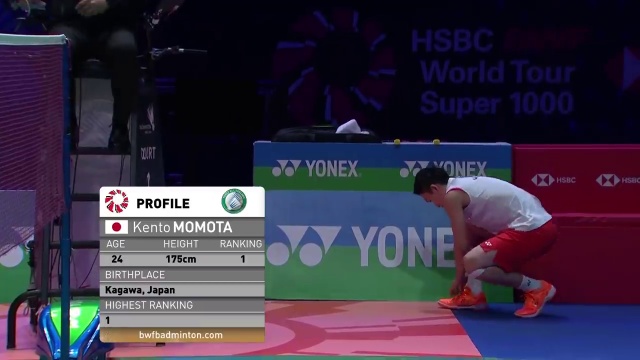 HSBC
World Tour
Super 1000
YONEX
YONEX
YONEX
HSBC
HSBC
PROFILE
Kento MOMOTA
AGE HEIGHT RANKING
24 175cm 1
BIRTHPLACE
Kagawa, Japan
HIGHEST RANKING
1
bwfbadminton.com